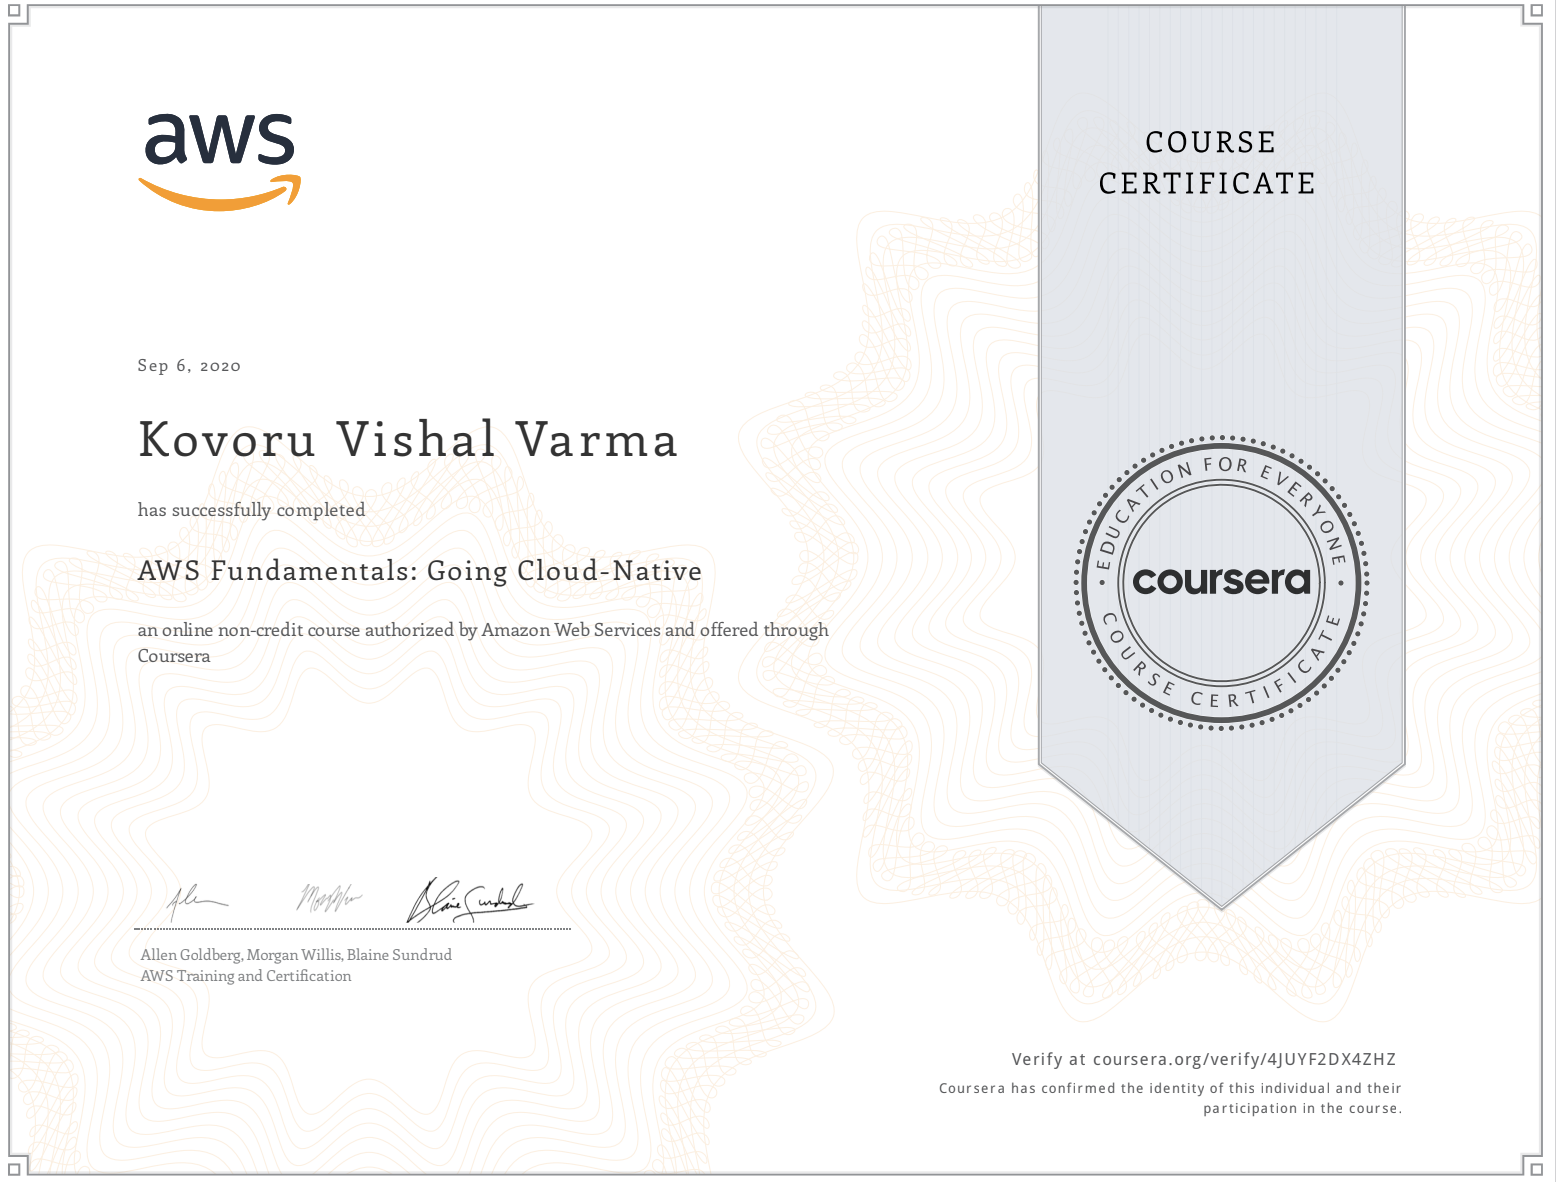 aws
COURSE
CERTIFICATE
Sep 6, 2020
Kovoru Vishal Varma
has successfully completed
AWS Fundamentals: Going Cloud-Native
an online non-credit course authorized by Amazon Web Services and offered through
Coursera
EDUCATION FOR EVERYONE
coursera
COURSE CERTIFICATE
Blaine Sundrud
Allen Goldberg, Morgan Willis, Blaine Sundrud
AWS Training and Certification
Verify at coursera.org/verify/4JUYF2DX4ZHZ
Coursera has confirmed the identity of this individual and their
participation in the course.